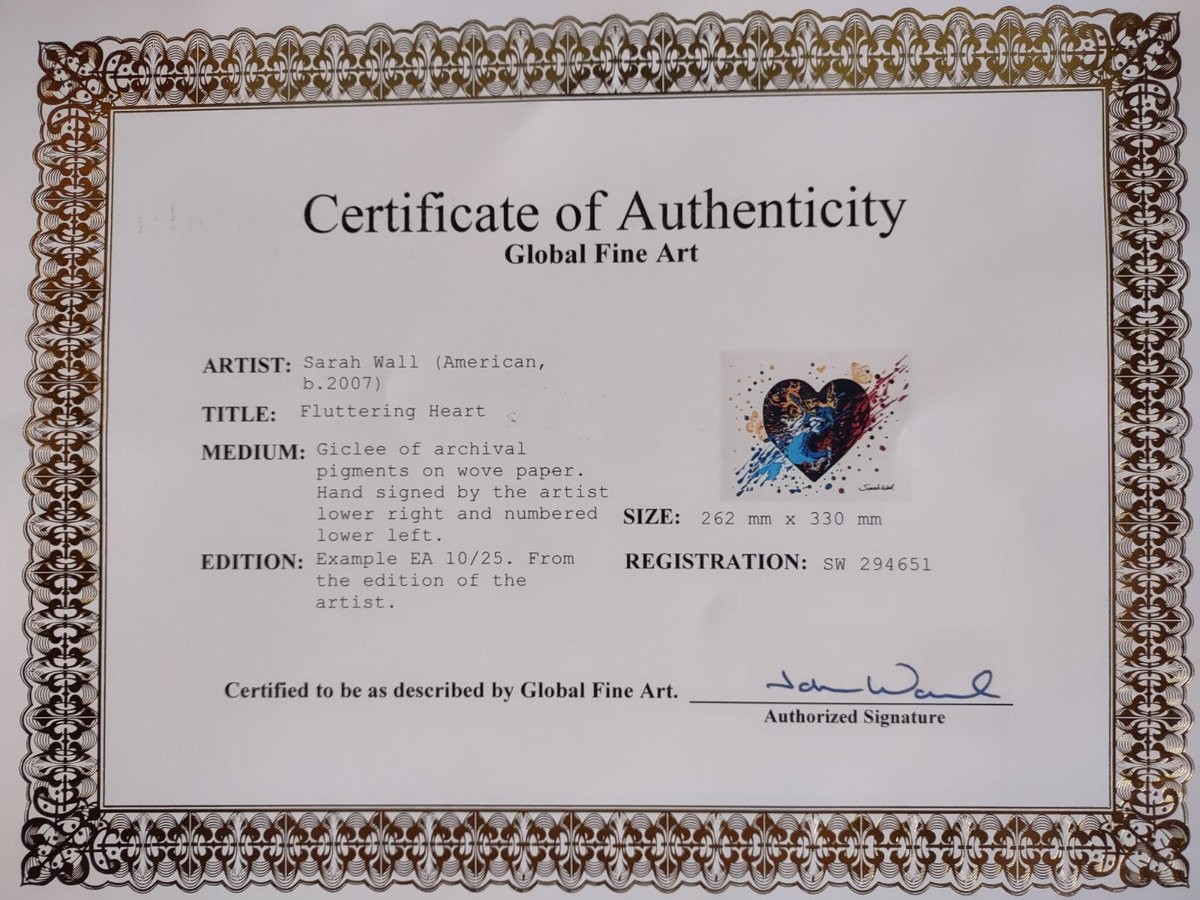 Certificate of Authenticity
Global Fine Art
ARTIST: Sarah Wall (American,
b.2007)
TITLE: Fluttering Heart
MEDIUM: Giclee of archival
pigments on wove paper.
Hand signed by the artist
lower right and numbered
lower left.
EDITION: Example EA 10/25. From
the edition of the
artist.
Sarah Wall
SIZE: 262 mm x 330 mm
REGISTRATION: SW 294651
Certified to be as described by Global Fine Art.
Authorized Signature